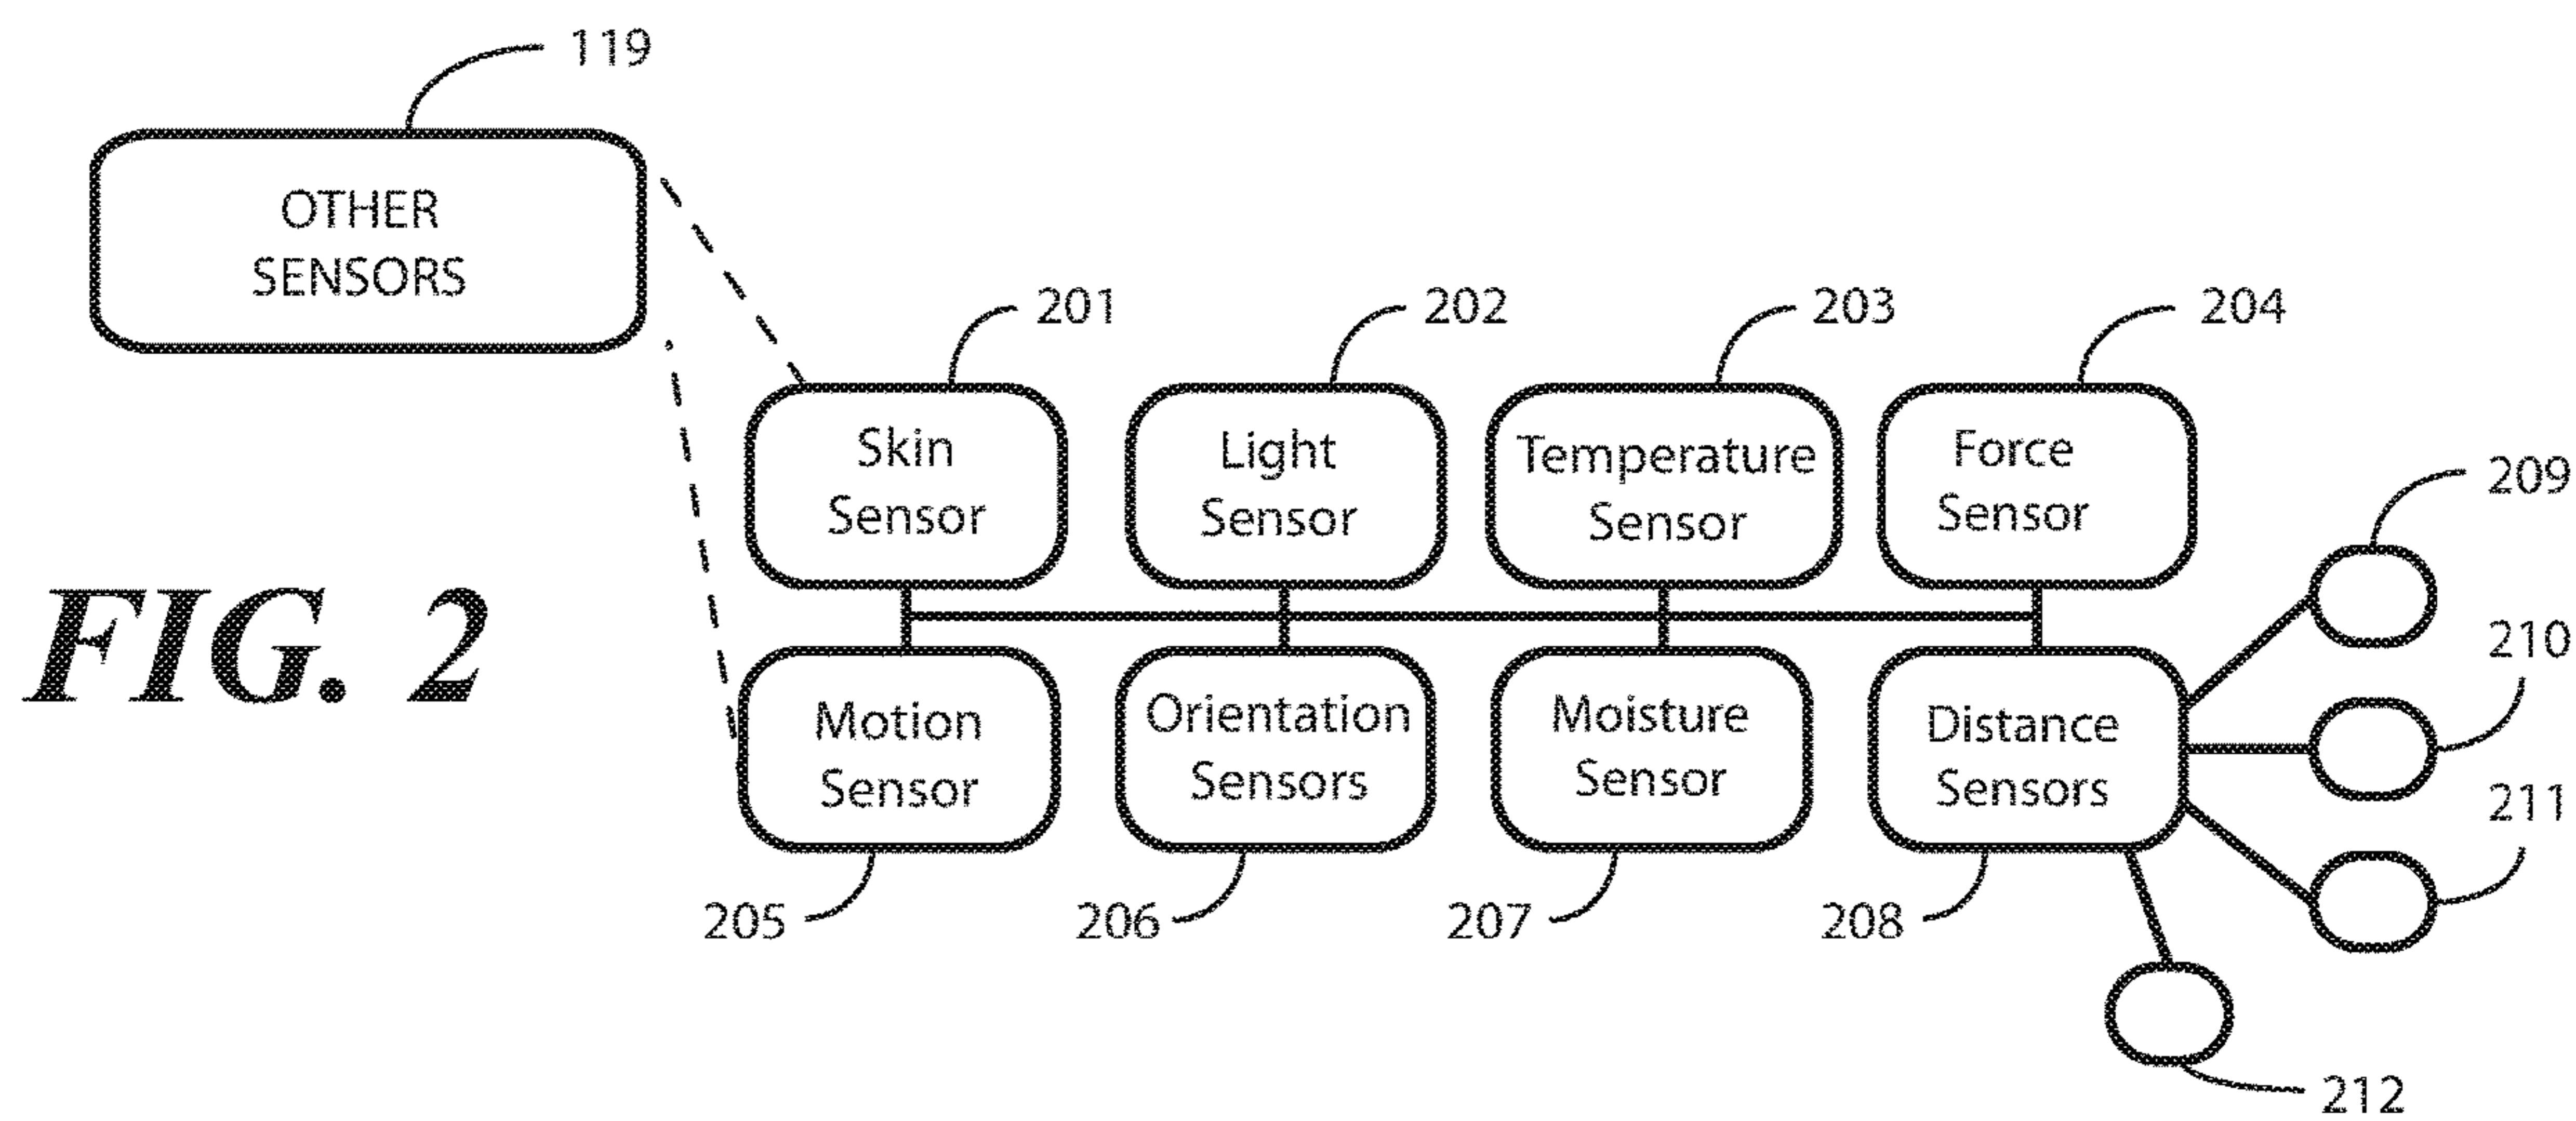 119
OTHER
SENSORS
201
202
203
204
Skin
Sensor
Light
Sensor
Temperature
Sensor
Force
Sensor
209
FIG. 2
210
Motion
Sensor
Orientation
Sensors
Moisture
Sensor
Distance
Sensors
211
205
206
207
208
212